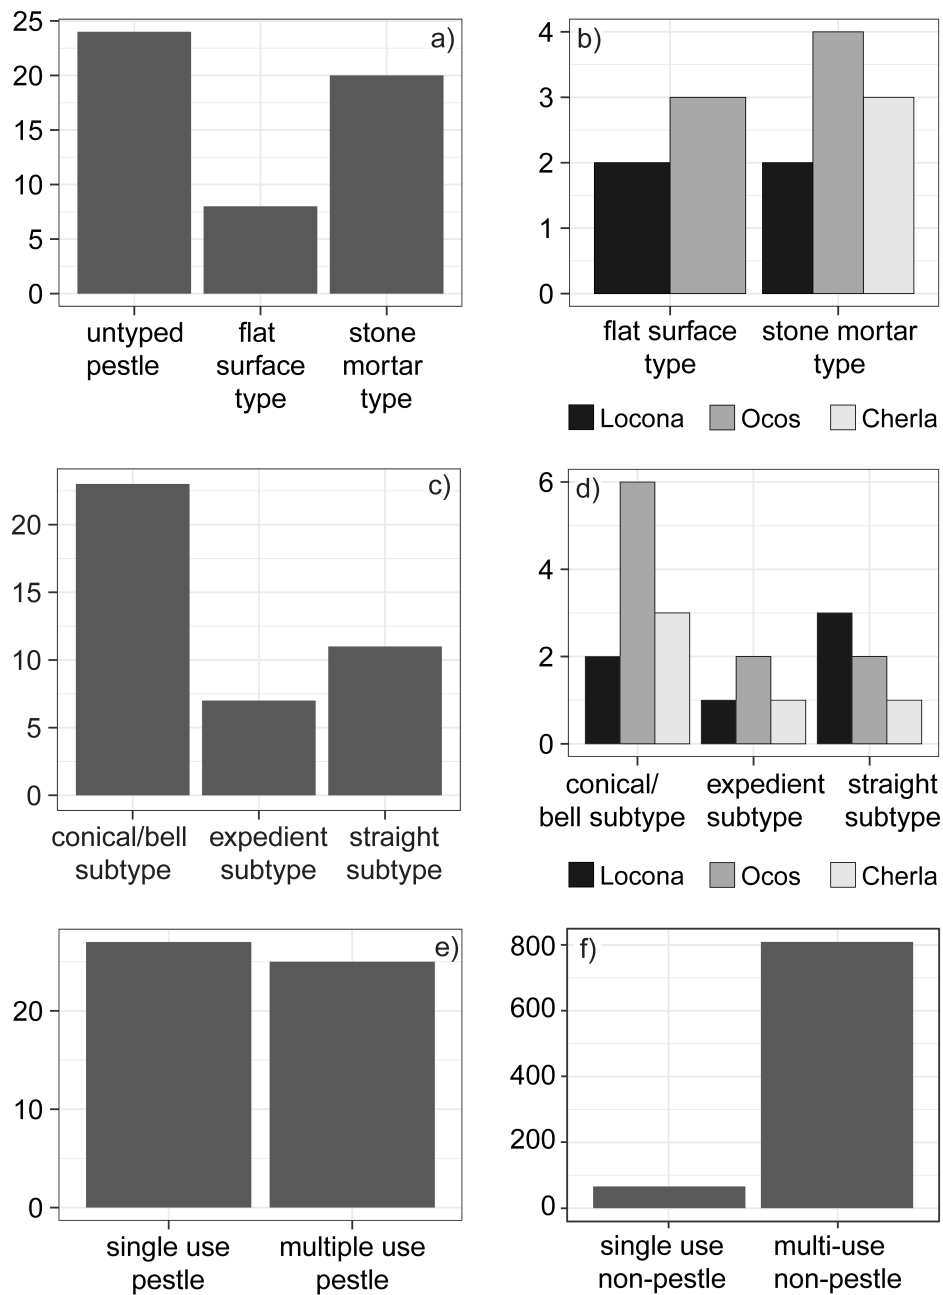 25
20
15
10
5
0
a)
untyped
pestle
flat
surface
type
stone
mortar
type
4
3
2
1
0
b)
flat surface
type
stone mortar
type
Locona
Ocos
Cherla
20
15
10
5
0
c)
conical/bell
subtype
expedient
subtype
straight
subtype
6
4
2
0
d)
conical/
bell subtype
expedient
subtype
straight
subtype
Locona
Ocos
Cherla
20
10
0
e)
single use
pestle
multiple use
pestle
800
600
400
200
0
f)
single use
non-pestle
multi-use
non-pestle